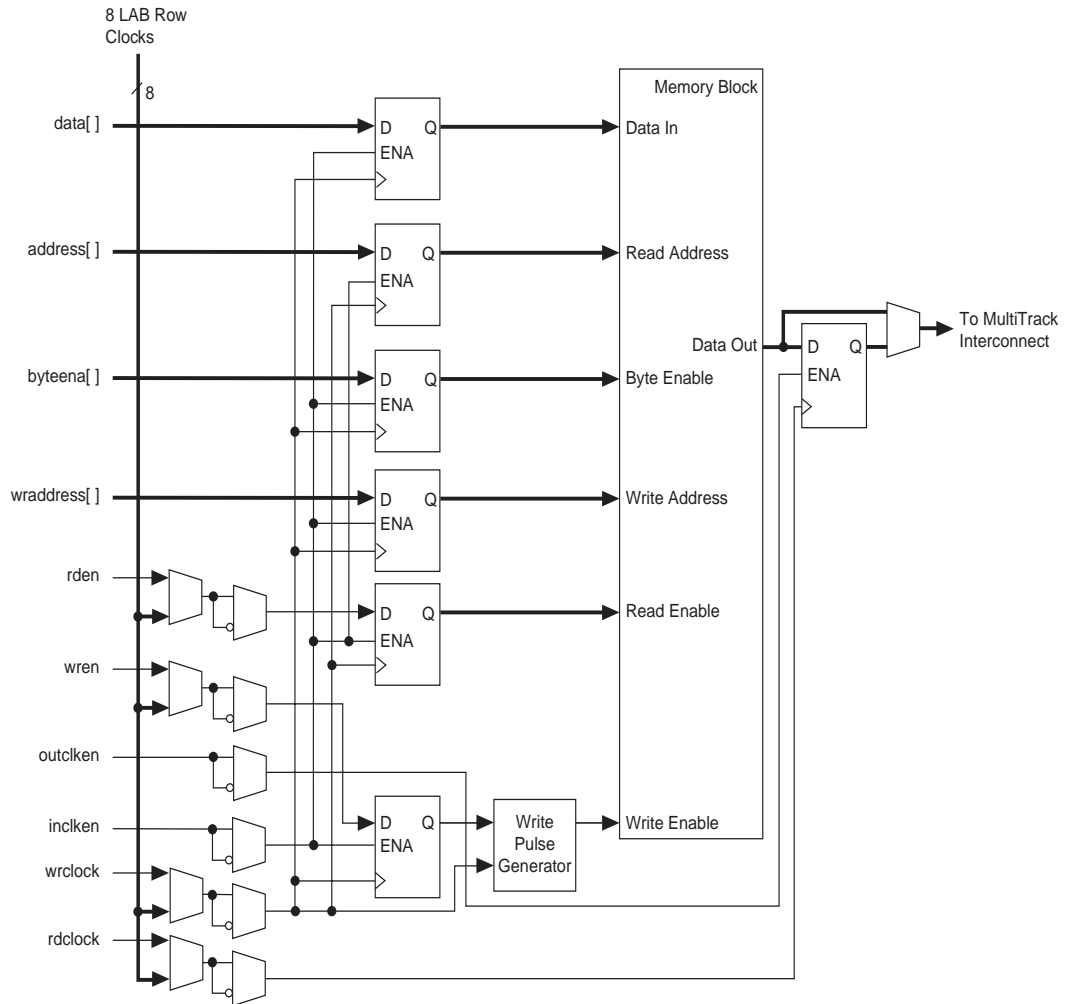 8 LAB Row
Clocks
8
Memory Block
data[ ]
D Q
Data In
ENA
address[ ]
D Q
Read Address
ENA
Data Out
D Q
ENA
To MultiTrack
Interconnect
byteena[ ]
D Q
Byte Enable
ENA
wraddress[ ]
D Q
Write Address
ENA
rden
D Q
Read Enable
ENA
wren
outclken
inclken
D Q
ENA
Write
Pulse
Generator
Write Enable
wrclock
rdclock